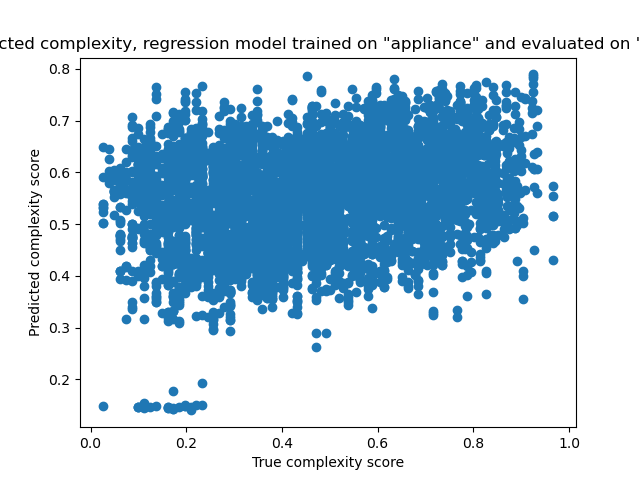 cted complexity, regression model trained on "appliance" and evaluated on "
0.8
0.7
0.6
0.5
0.4
0.3
0.2
Predicted complexity score
0.0 0.2 0.4 0.6 0.8 1.0
True complexity score